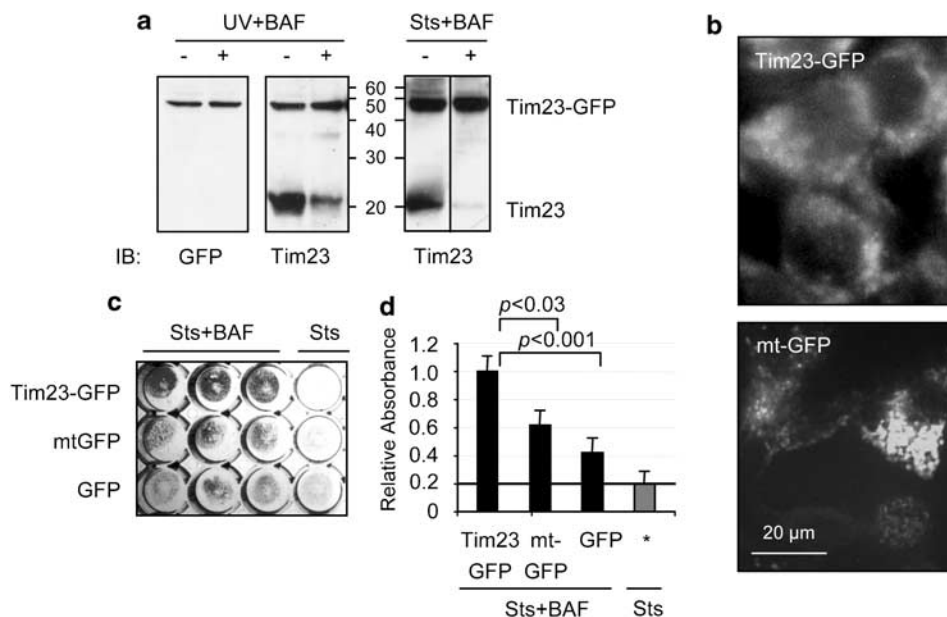 a
UV+BAF
Sts+BAF
- + - + - +
60
50
40
30
20
Tim23-GFP
Tim23
IB: GFP Tim23 Tim23
b
Tim23-GFP
mt-GFP
20 µm
c
Sts+BAF Sts
Tim23-GFP
mtGFP
GFP
d
p<0.03
p<0.001
Relative Absorbance
1.2
1.0
0.8
0.6
0.4
0.2
0
Tim23 mt- GFP *
GFP GFP
Sts+BAF Sts